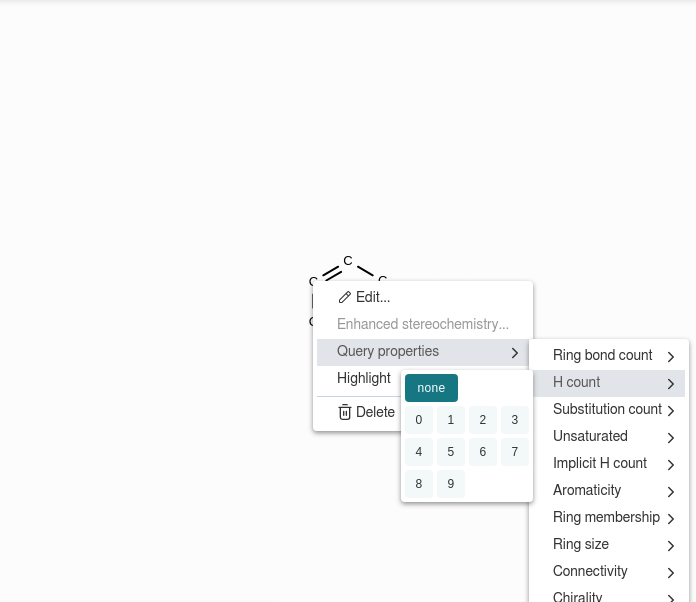 C
C
C
C
Edit...
Enhanced stereochemistry...
Query properties
Highlight
Delete
none
0 1 2 3
4 5 6 7
8 9
Ring bond count
H count
Substitution count
Unsaturated
Implicit H count
Aromaticity
Ring membership
Ring size
Connectivity
Chirality